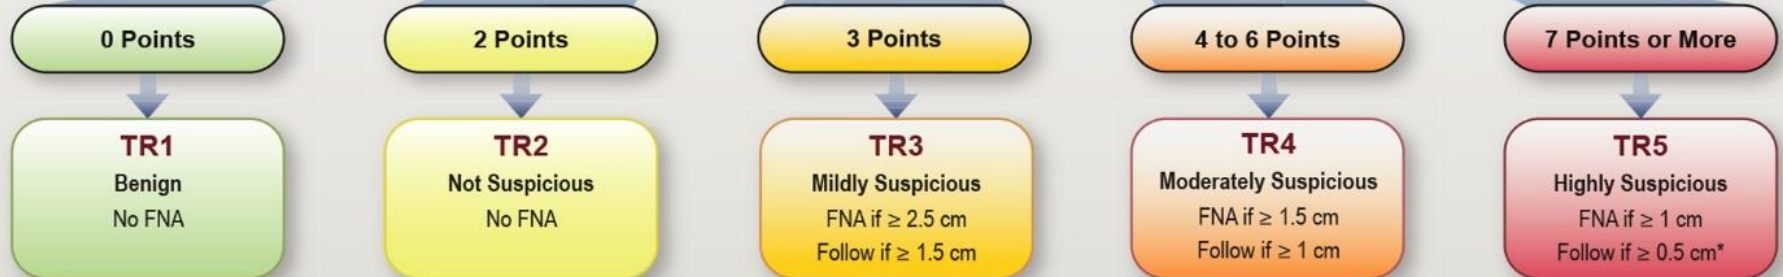 0 Points
2 Points
3 Points
4 to 6 Points
7 Points or More
TR1
Benign
No FNA
TR2
Not Suspicious
No FNA
TR3
Mildly Suspicious
FNA if ≥ 2.5 cm
Follow if ≥ 1.5 cm
TR4
Moderately Suspicious
FNA if ≥ 1.5 cm
Follow if ≥ 1 cm
TR5
Highly Suspicious
FNA if ≥ 1 cm
Follow if ≥ 0.5 cm*